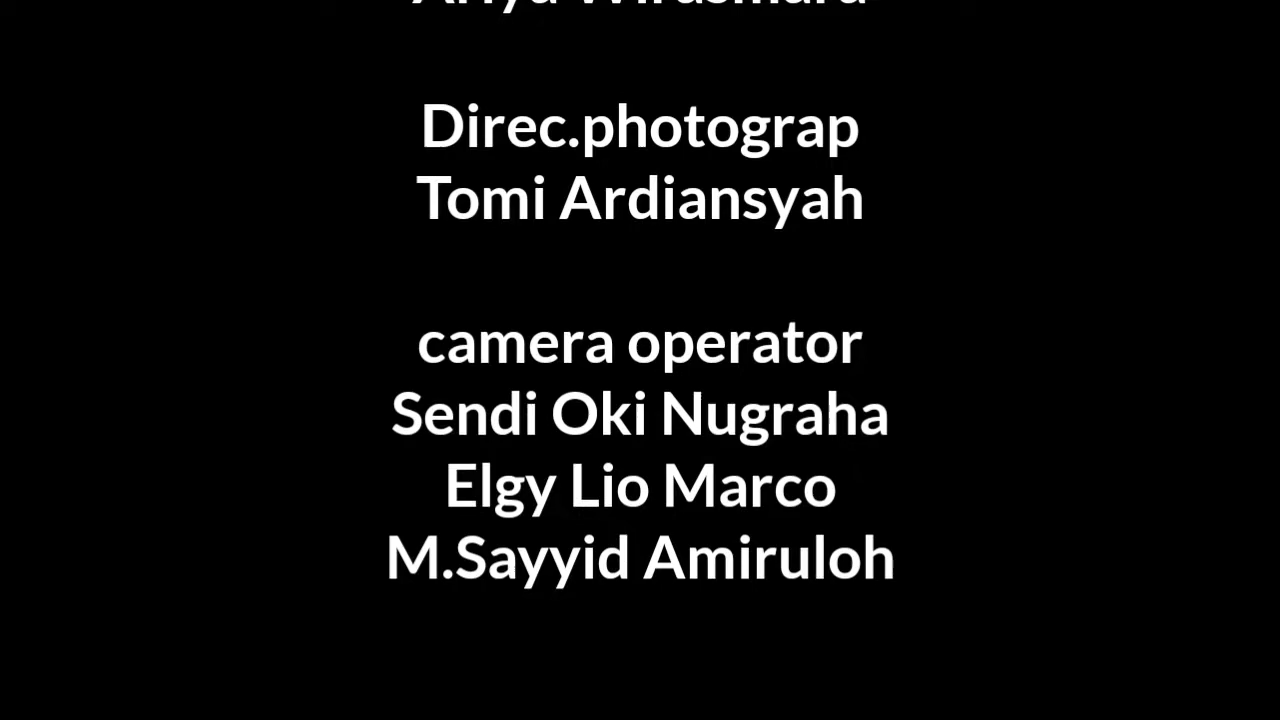 Direc.photograp
Tomi Ardiansyah
camera operator
Sendi Oki Nugraha
Elgy Lio Marco
M.Sayyid Amiruloh